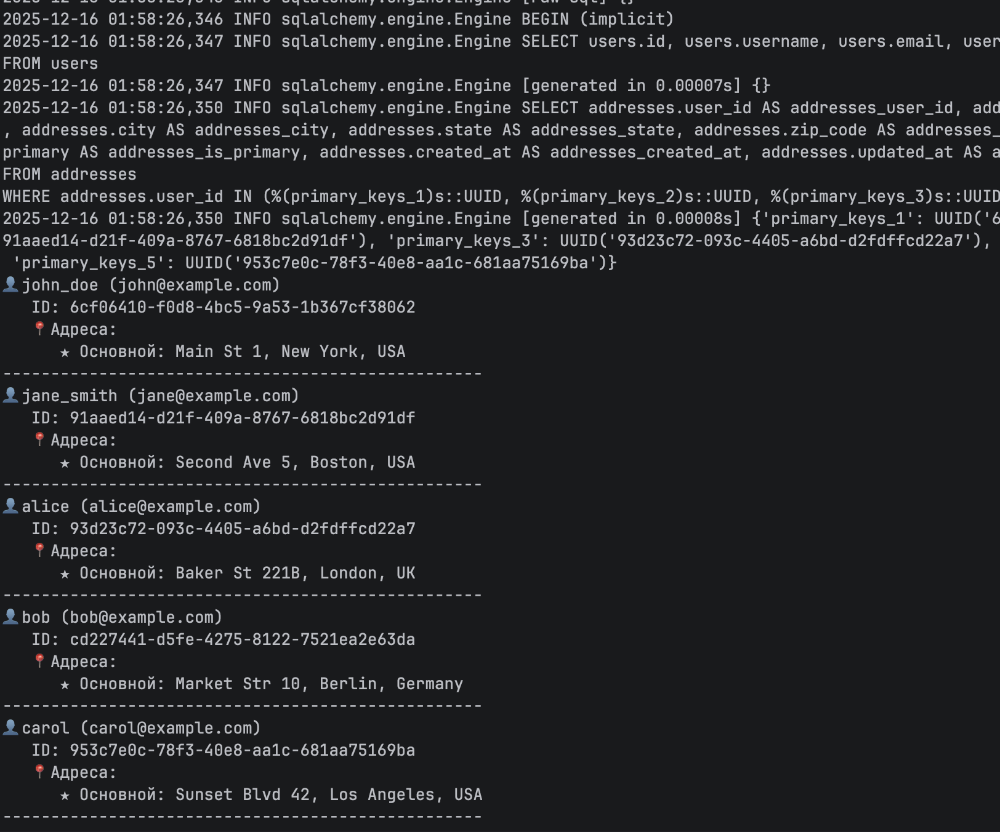 2025-12-16 01:58:26,346 INFO sqlalchemy.engine.Engine BEGIN (implicit)
2025-12-16 01:58:26,347 INFO sqlalchemy.engine.Engine SELECT users.id, users.username, users.email, user
FROM users
2025-12-16 01:58:26,347 INFO sqlalchemy.engine.Engine [generated in 0.00007s] {}
2025-12-16 01:58:26,350 INFO sqlalchemy.engine.Engine SELECT addresses.user_id AS addresses_user_id, add
, addresses.city AS addresses_city, addresses.state AS addresses_state, addresses.zip_code AS addresses_
primary AS addresses_is_primary, addresses.created_at AS addresses_created_at, addresses.updated_at AS a
FROM addresses
WHERE addresses.user_id IN (%(primary_keys_1)s::UUID, %(primary_keys_2)s::UUID, %(primary_keys_3)s::UUID
2025-12-16 01:58:26,350 INFO sqlalchemy.engine.Engine [generated in 0.00008s] {'primary_keys_1': UUID('6
91aaed14-d21f-409a-8767-6818bc2d91df'), 'primary_keys_3': UUID('93d23c72-093c-4405-a6bd-d2fdffcd22a7'),
'primary_keys_5': UUID('953c7e0c-78f3-40e8-aa1c-681aa75169ba')}
👤 john_doe (john@example.com)
ID: 6cf06410-f0d8-4bc5-9a53-1b367cf38062
📍 Адреса:
★ Основной: Main St 1, New York, USA
--------------------------------------------------
👤 jane_smith (jane@example.com)
ID: 91aaed14-d21f-409a-8767-6818bc2d91df
📍 Адреса:
★ Основной: Second Ave 5, Boston, USA
--------------------------------------------------
👤 alice (alice@example.com)
ID: 93d23c72-093c-4405-a6bd-d2fdffcd22a7
📍 Адреса:
★ Основной: Baker St 221B, London, UK
--------------------------------------------------
👤 bob (bob@example.com)
ID: cd227441-d5fe-4275-8122-7521ea2e63da
📍 Адреса:
★ Основной: Market Str 10, Berlin, Germany
--------------------------------------------------
👤 carol (carol@example.com)
ID: 953c7e0c-78f3-40e8-aa1c-681aa75169ba
📍 Адреса:
★ Основной: Sunset Blvd 42, Los Angeles, USA
--------------------------------------------------